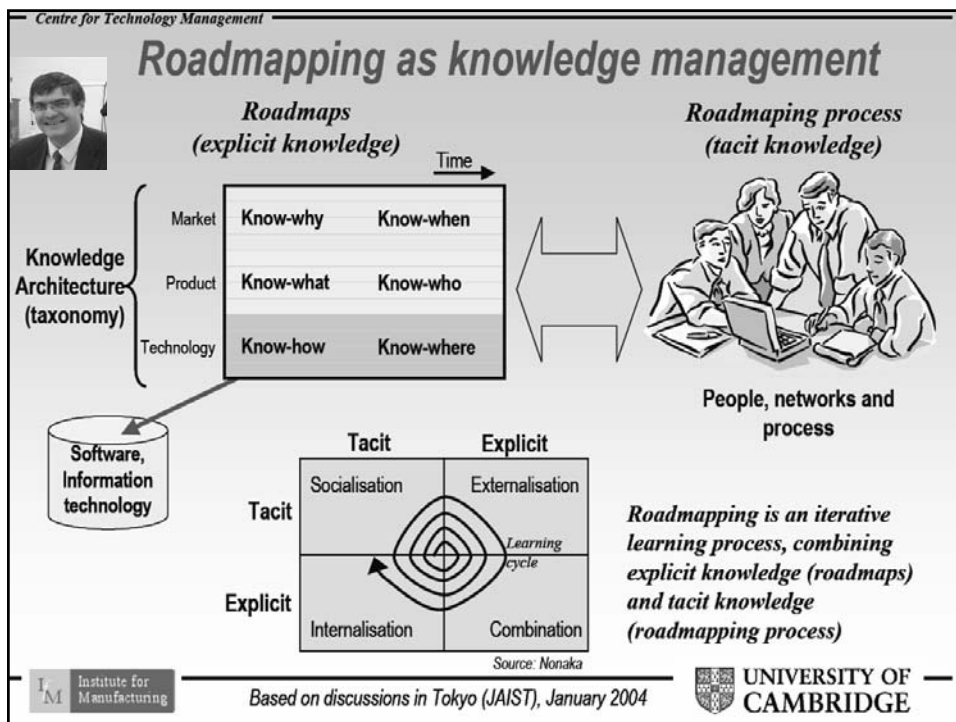 Centre for Technology Management
Roadmapping as knowledge management
Roadmaps
(explicit knowledge)
Roadmaping process
(tacit knowledge)
Time
Knowledge
Architecture
(taxonomy)
Market
Know-why Know-when
Product
Know-what Know-who
Technology
Know-how Know-where
People, networks and
process
Software,
Information
technology
Tacit Explicit
Tacit
Socialisation Externalisation
Learning
cycle
Explicit
Internalisation Combination
Source: Nonaka
Roadmapping is an iterative
learning process, combining
explicit knowledge (roadmaps)
and tacit knowledge
(roadmapping process)
IfM
Institute for
Manufacturing
Based on discussions in Tokyo (JAIST), January 2004
UNIVERSITY OF
CAMBRIDGE